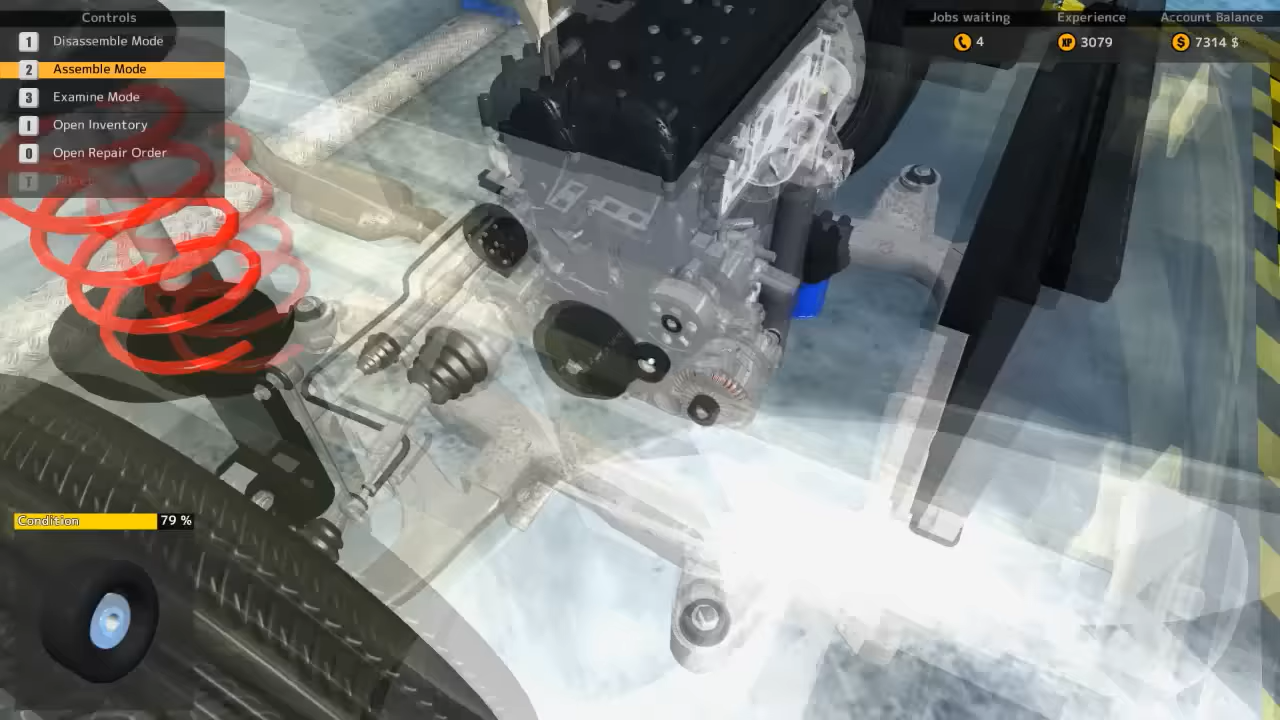 Controls
1 Disassemble Mode
2 Assemble Mode
3 Examine Mode
I Open Inventory
O Open Repair Order
T
Jobs waiting Experience Account Balance
4 XP 3079 $ 7314 $
Condition 79 %